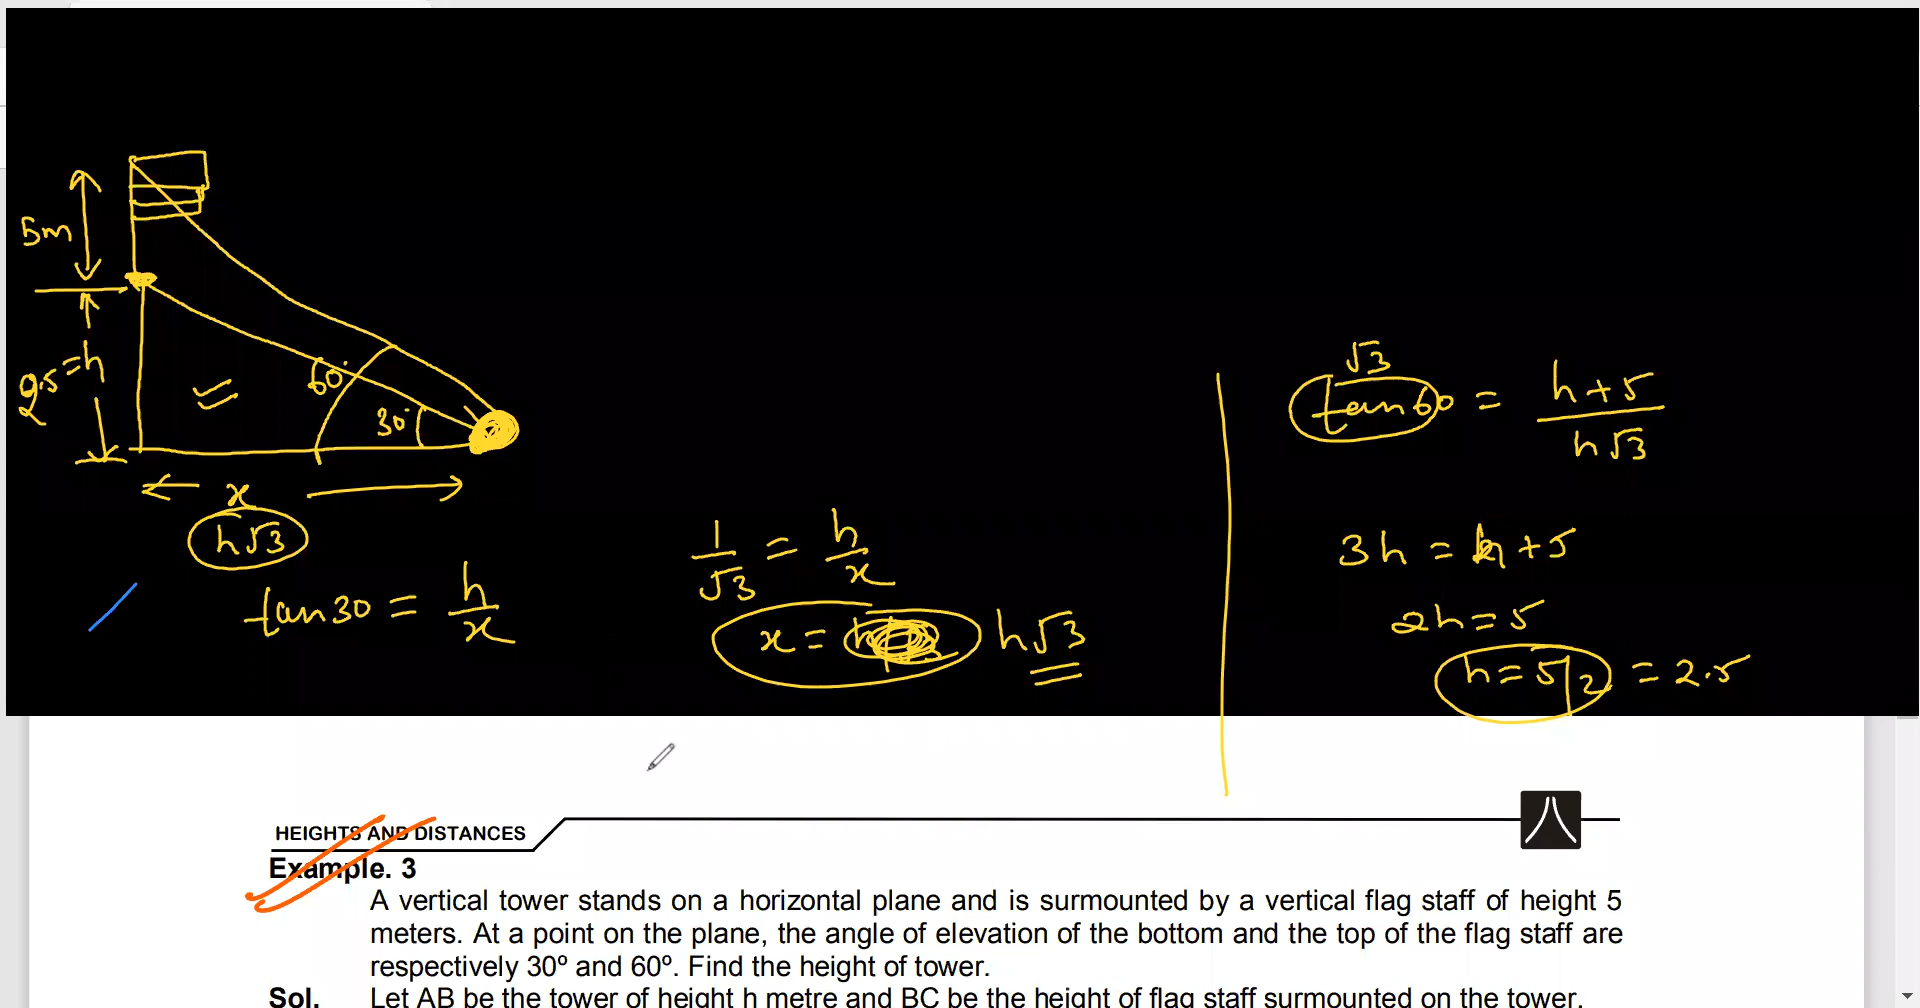 5m
2.5=h
60°
30°
x
h√3
tan30 = h/x
1/√3 = h/x
x = h√3
√3
tan60 = h+5/h√3
3h = h+5
2h=5
h=5/2 = 2.5
HEIGHTS AND DISTANCES
Example. 3
A vertical tower stands on a horizontal plane and is surmounted by a vertical flag staff of height 5
meters. At a point on the plane, the angle of elevation of the bottom and the top of the flag staff are
respectively 30º and 60º. Find the height of tower.
Sol. Let AB be the tower of height h metre and BC be the height of flag staff surmounted on the tower.